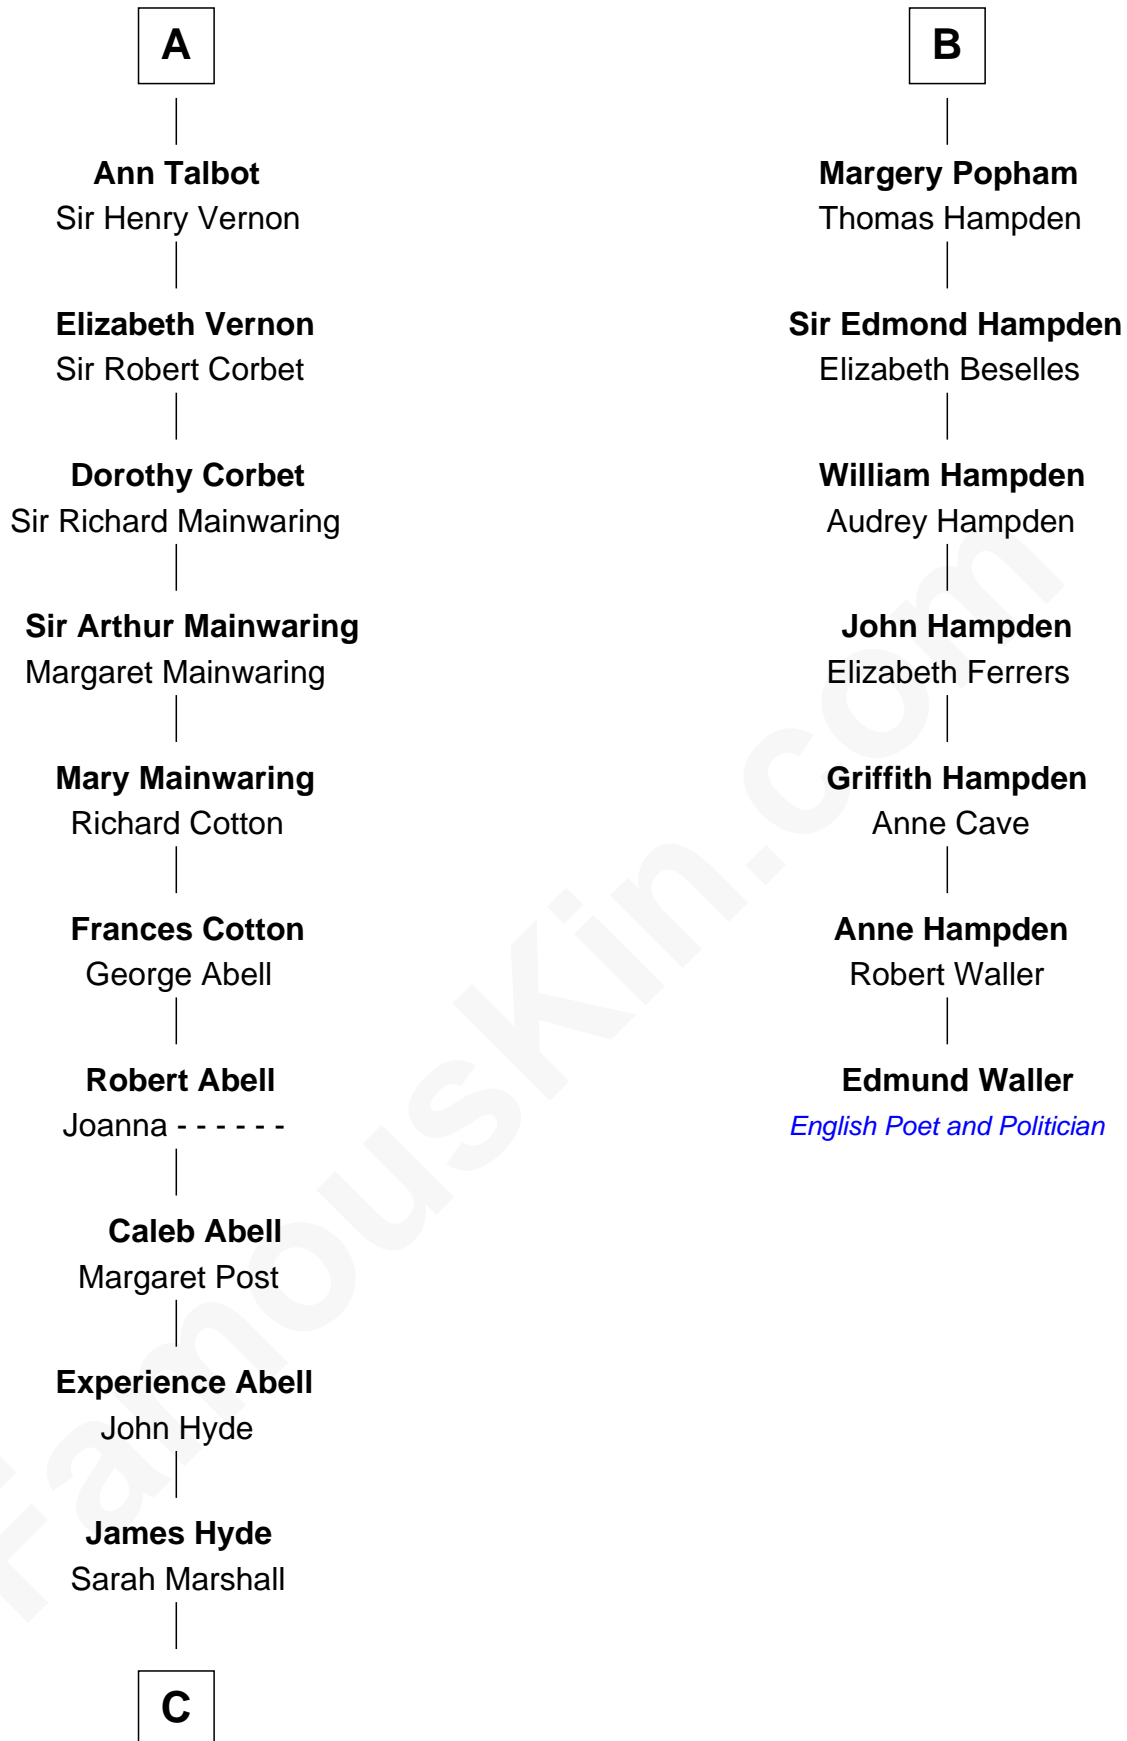 A
Ann Talbot
Sir Henry Vernon
Elizabeth Vernon
Sir Robert Corbet
Dorothy Corbet
Sir Richard Mainwaring
Sir Arthur Mainwaring
Margaret Mainwaring
Mary Mainwaring
Richard Cotton
Frances Cotton
George Abell
Robert Abell
Joanna - - - - - -
Caleb Abell
Margaret Post
Experience Abell
John Hyde
James Hyde
Sarah Marshall
C
B
Margery Popham
Thomas Hampden
Sir Edmond Hampden
Elizabeth Beselles
William Hampden
Audrey Hampden
John Hampden
Elizabeth Ferrers
Griffith Hampden
Anne Cave
Anne Hampden
Robert Waller
Edmund Waller
English Poet and Politician
FamousKin.com